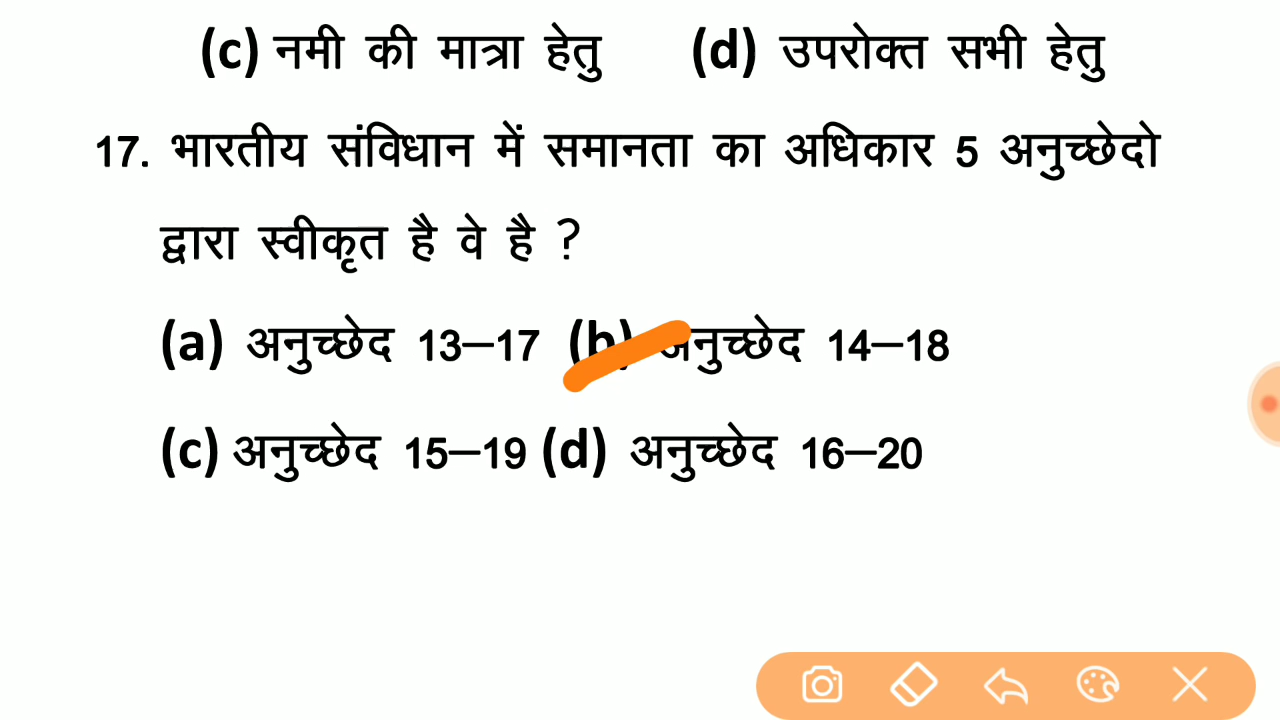 (c) नमी की मात्रा हेतु (d) उपरोक्त सभी हेतु
17. भारतीय संविधान में समानता का अधिकार 5 अनुच्छेदो
द्वारा स्वीकृत है वे है ?
(a) अनुच्छेद 13–17 (b) अनुच्छेद 14–18
(c) अनुच्छेद 15–19 (d) अनुच्छेद 16–20